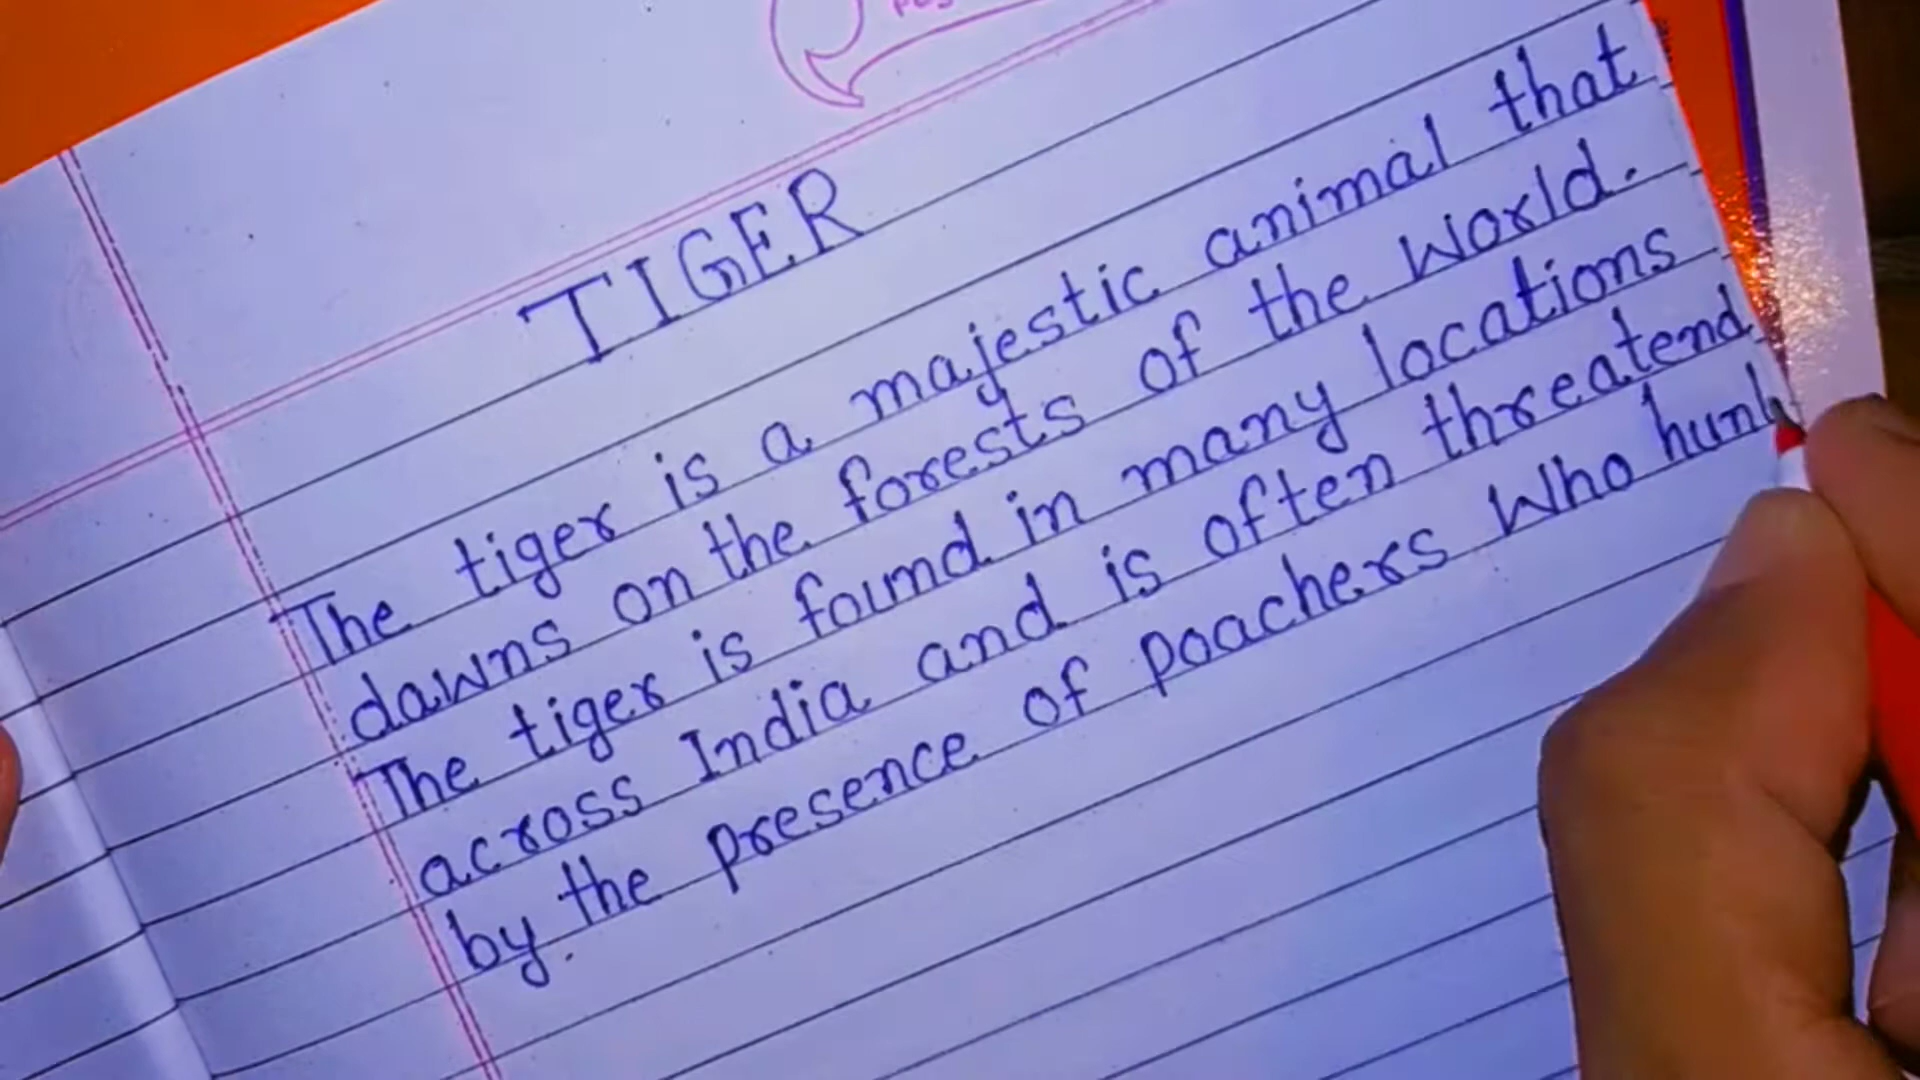 TIGER
The tiger is a majestic animal that
dawns on the forests of the World.
The tiger is found in many locations
across India and is often threatend
by the presence of poachers Who